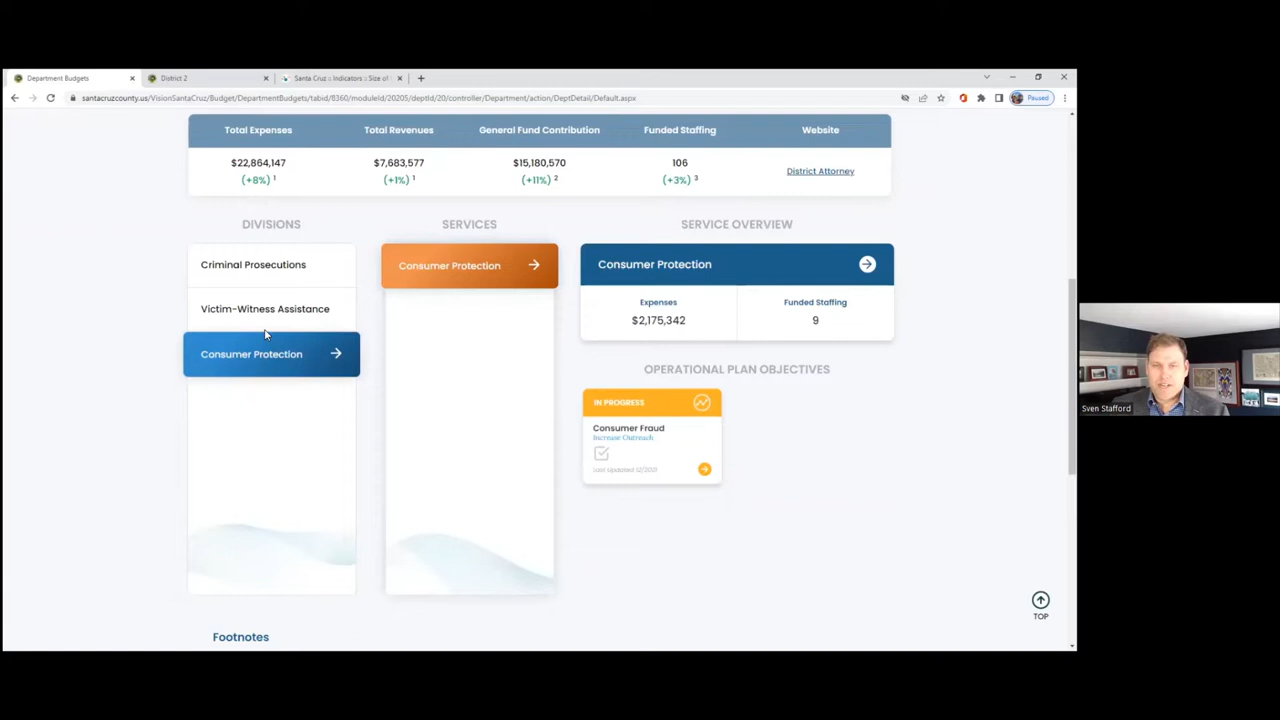 Department Budgets
District 2
Santa Cruz :: Indicators :: Size of
santacruzcounty.us/VisionSantaCruz/Budget/DepartmentBudgets/tabid/8360/moduleId/20205/deptId/20/controller/Department/action/DeptDetail/Default.aspx
Paused
Total Expenses
Total Revenues
General Fund Contribution
Funded Staffing
Website
$22,864,147
$7,683,577
$15,180,570
106
District Attorney
(+8%) 1
(+1%) 1
(+11%) 2
(+3%) 3
DIVISIONS
SERVICES
SERVICE OVERVIEW
Criminal Prosecutions
Victim-Witness Assistance
Consumer Protection
Consumer Protection
Consumer Protection
Expenses
Funded Staffing
$2,175,342
9
OPERATIONAL PLAN OBJECTIVES
IN PROGRESS
Consumer Fraud
Increase Outreach
Last Updated 12/2021
TOP
Footnotes
Sven Stafford